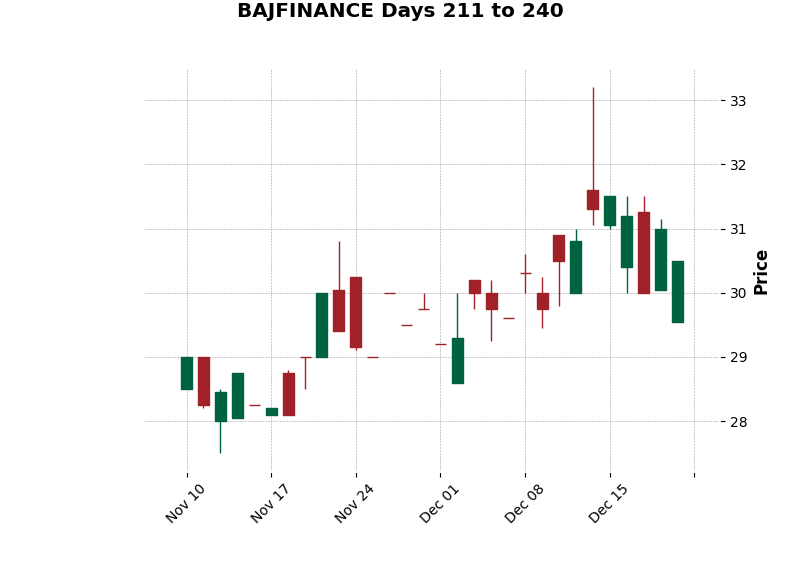 BAJFINANCE Days 211 to 240
33
32
31
30
29
28
Price
Nov 10
Nov 17
Nov 24
Dec 01
Dec 08
Dec 15